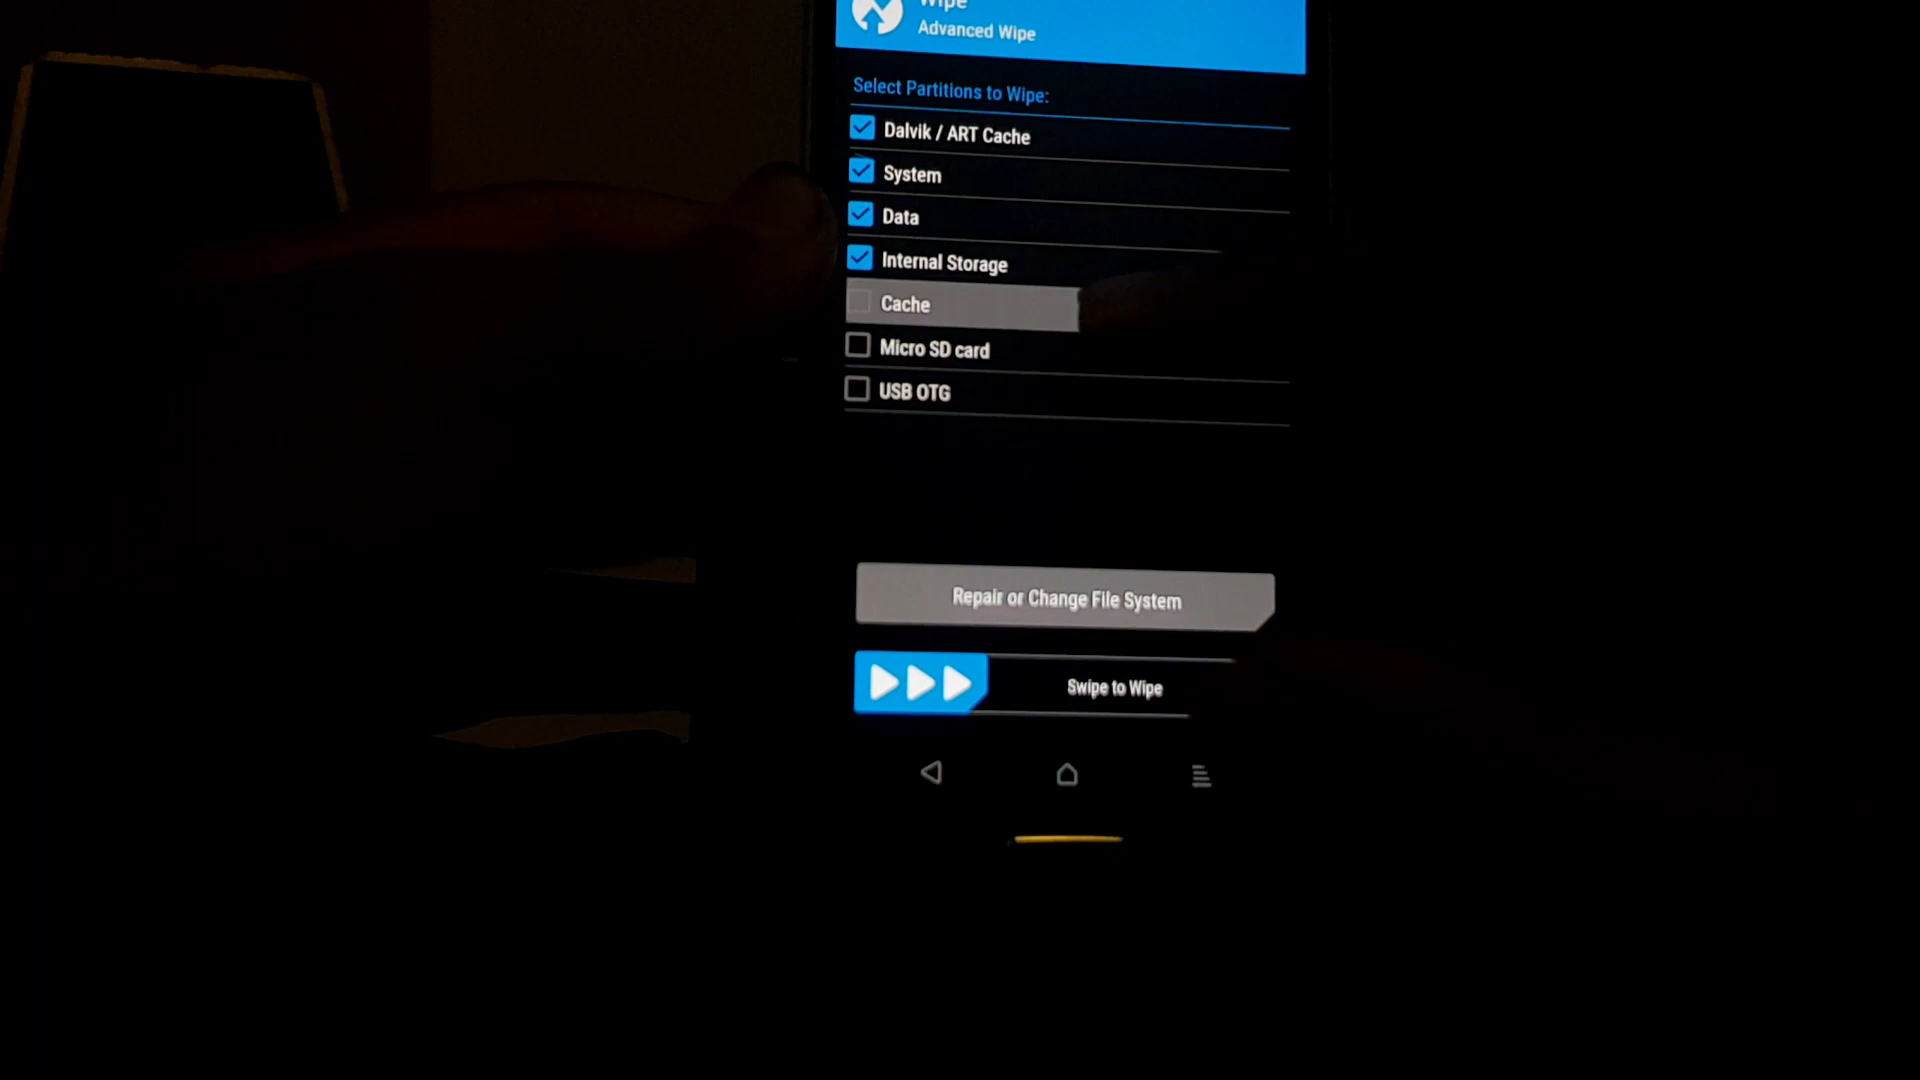 Wipe
Advanced Wipe
Select Partitions to Wipe:
Dalvik / ART Cache
System
Data
Internal Storage
Cache
Micro SD card
USB OTG
Repair or Change File System
Swipe to Wipe